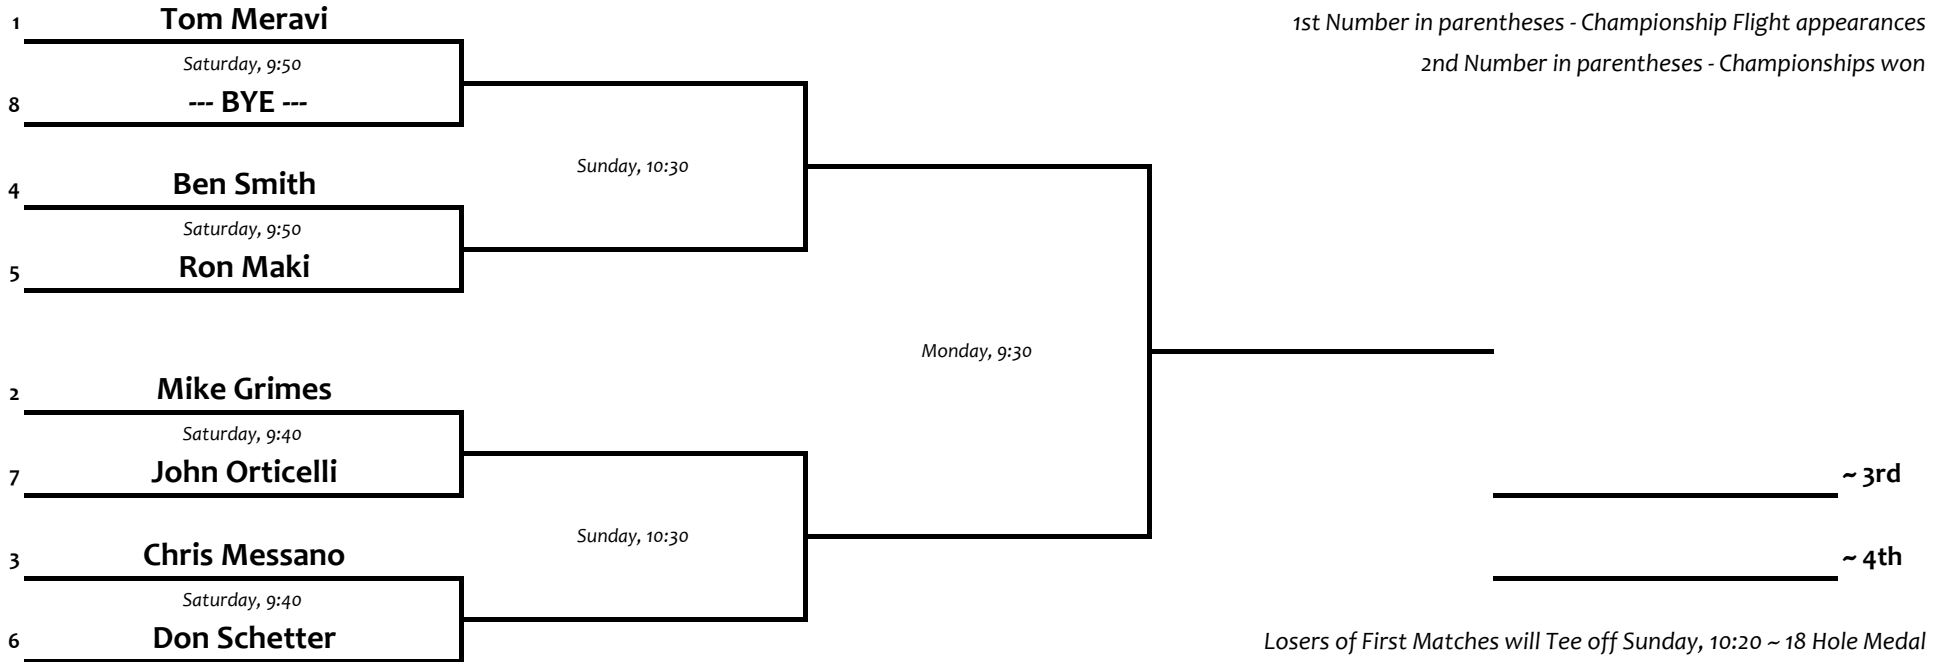 1 Tom Meravi
1st Number in parentheses - Championship Flight appearances
Saturday, 9:50
2nd Number in parentheses - Championships won
8 --- BYE ---
Sunday, 10:30
4 Ben Smith
Saturday, 9:50
5 Ron Maki
Monday, 9:30
2 Mike Grimes
Saturday, 9:40
7 John Orticelli
~ 3rd
Sunday, 10:30
3 Chris Messano
~ 4th
Saturday, 9:40
6 Don Schetter
Losers of First Matches will Tee off Sunday, 10:20 ~ 18 Hole Medal